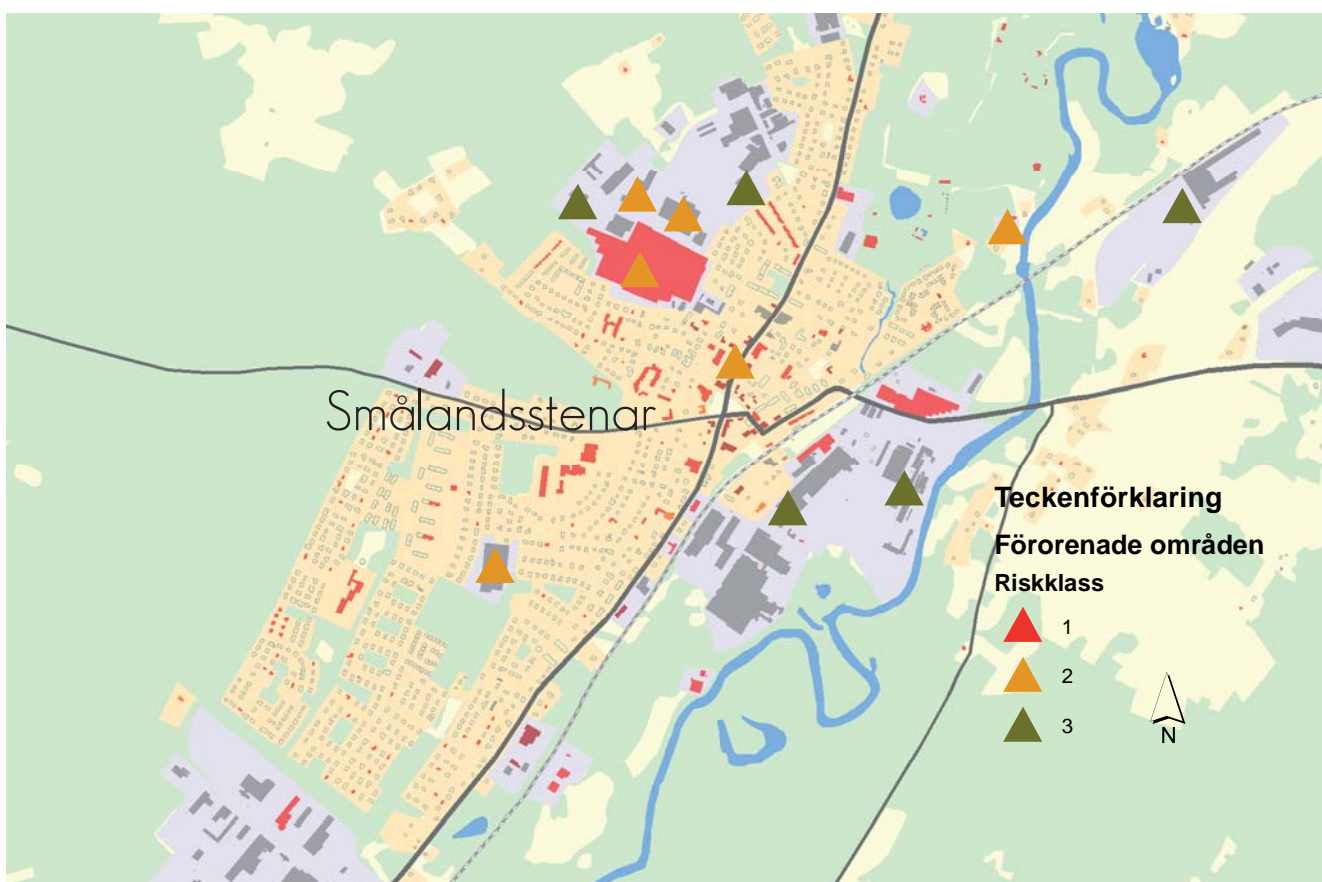 Smålandsstenar
Teckenförklaring
Förorenade områden
Riskklass
1
2
3
N